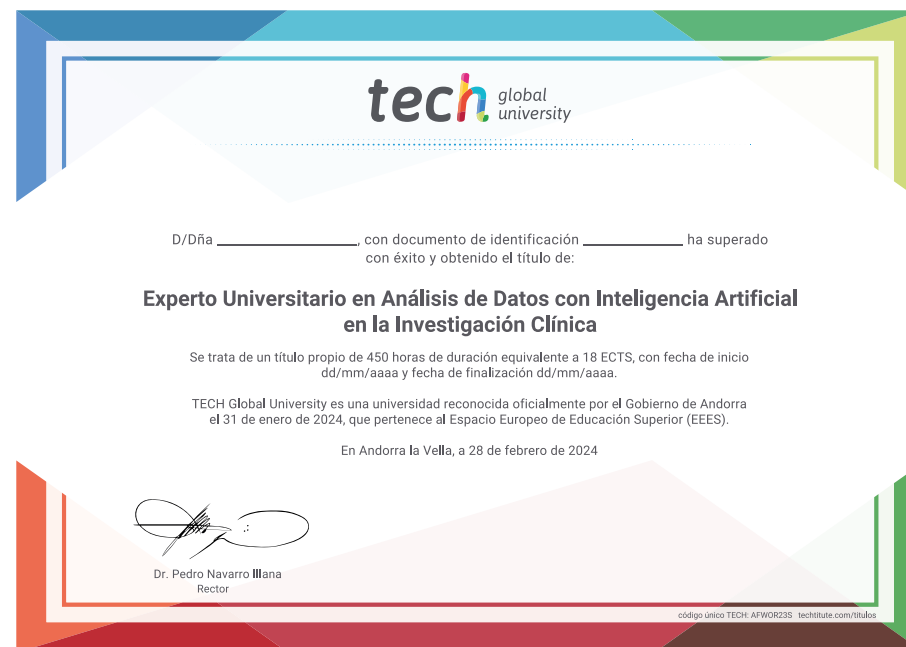 tech global university
D/Dña ________________, con documento de identificación ____________ ha superado
con éxito y obtenido el título de:
Experto Universitario en Análisis de Datos con Inteligencia Artificial
en la Investigación Clínica
Se trata de un título propio de 450 horas de duración equivalente a 18 ECTS, con fecha de inicio
dd/mm/aaaa y fecha de finalización dd/mm/aaaa.
TECH Global University es una universidad reconocida oficialmente por el Gobierno de Andorra
el 31 de enero de 2024, que pertenece al Espacio Europeo de Educación Superior (EEES).
En Andorra la Vella, a 28 de febrero de 2024
Dr. Pedro Navarro Illana
Rector
código único TECH: AFWOR23S techtitute.com/titulos